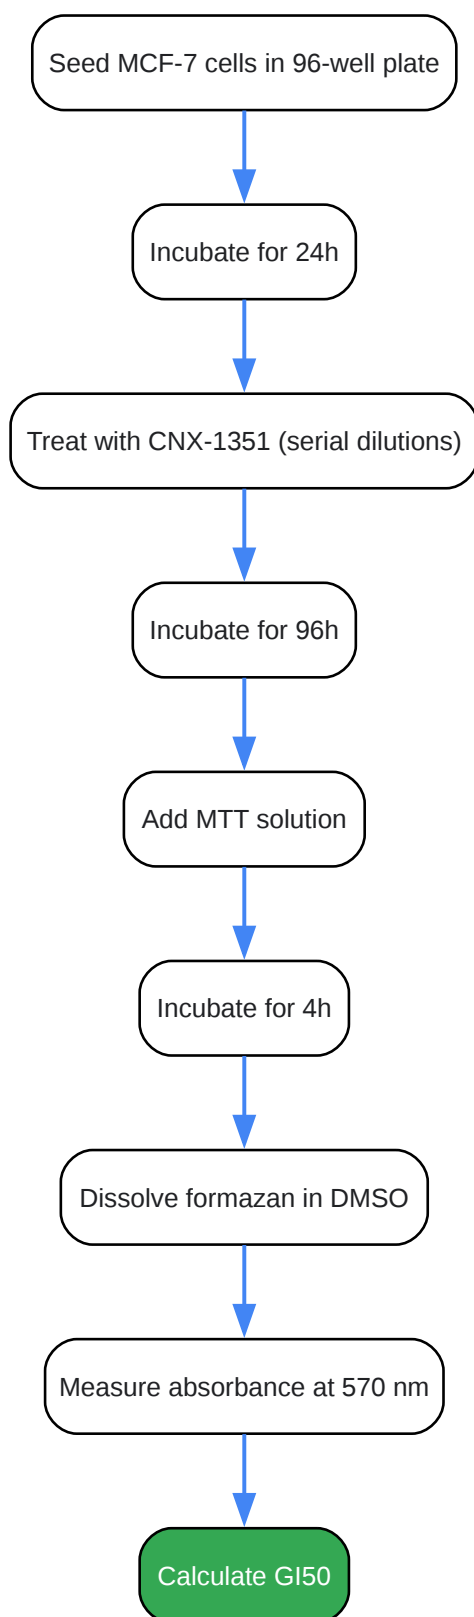 Seed MCF-7 cells in 96-well plate
Incubate for 24h
Treat with CNX-1351 (serial dilutions)
Incubate for 96h
Add MTT solution
Incubate for 4h
Dissolve formazan in DMSO
Measure absorbance at 570 nm
Calculate GI50